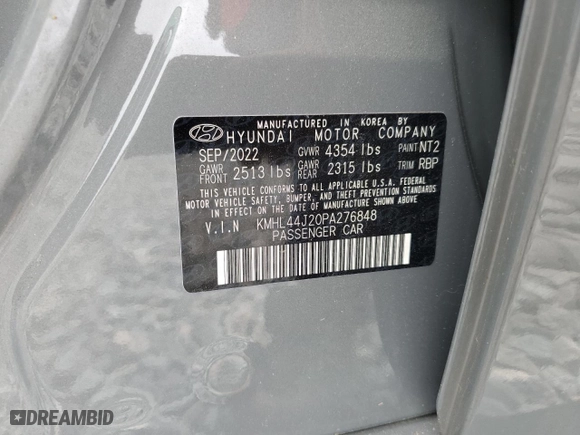 MANUFACTURED IN KOREA BY
HYUNDAI MOTOR COMPANY
SEP/2022 GVWR 4354 lbs PAINT NT2
GAWR FRONT 2513 lbs GAWR REAR 2315 lbs TRIM RBP
THIS VEHICLE CONFORMS TO ALL APPLICABLE U.S.A. FEDERAL
MOTOR VEHICLE SAFETY, BUMPER, AND THEFT PREVENTION STANDARDS
IN EFFECT ON THE DATE OF MANUFACTURE SHOWN ABOVE.
V.I.N KMHL44J20PA276848
PASSENGER CAR
DREAMBID